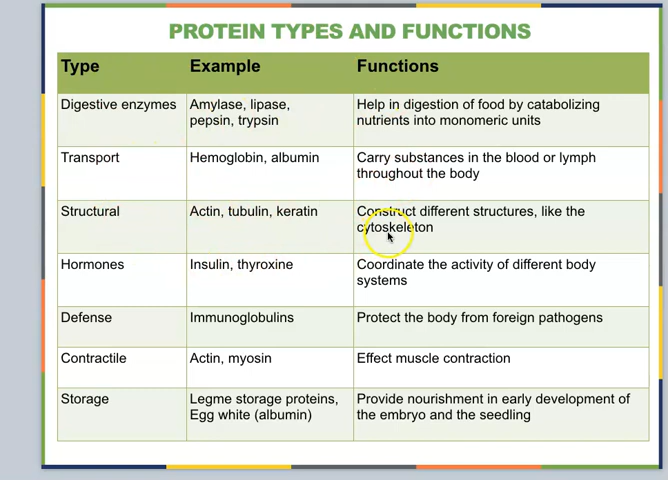 PROTEIN TYPES AND FUNCTIONS
Type Example Functions
Digestive enzymes Amylase, lipase, Help in digestion of food by catabolizing
pepsin, trypsin nutrients into monomeric units
Transport Hemoglobin, albumin Carry substances in the blood or lymph
throughout the body
Structural Actin, tubulin, keratin Construct different structures, like the
cytoskeleton
Hormones Insulin, thyroxine Coordinate the activity of different body
systems
Defense Immunoglobulins Protect the body from foreign pathogens
Contractile Actin, myosin Effect muscle contraction
Storage Legme storage proteins, Provide nourishment in early development of
Egg white (albumin) the embryo and the seedling